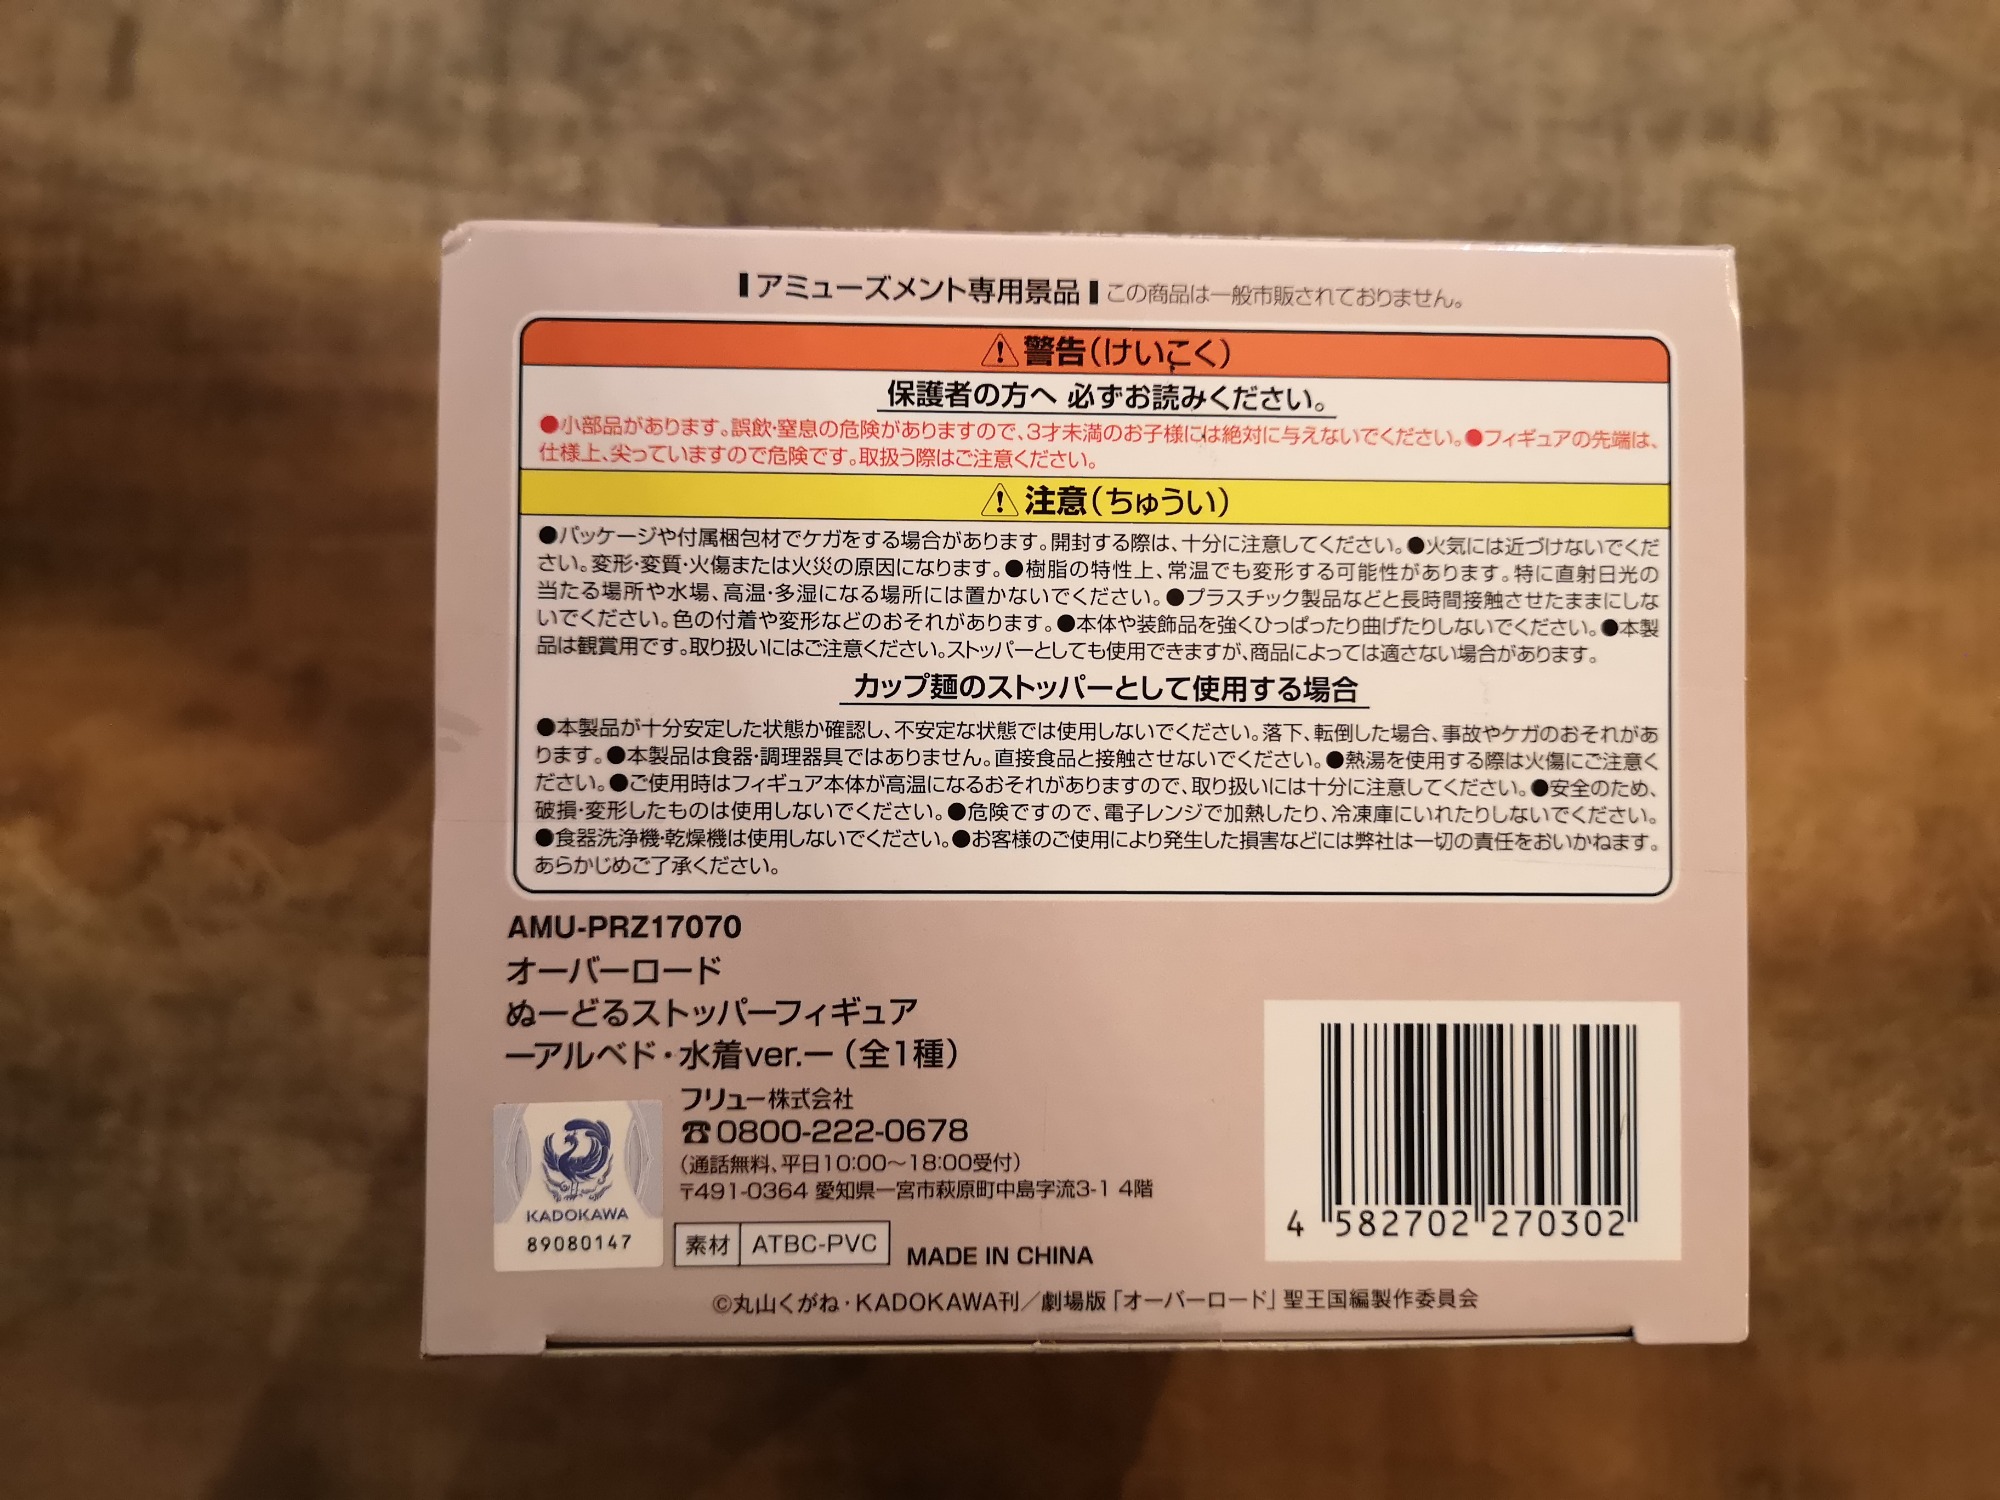 アミューズメント専用景品 この商品は一般市販されておりません。
警告(けいこく)
保護者の方へ 必ずお読みください。
●小部品があります。誤飲・窒息の危険がありますので、3才未満のお子様には絶対に与えないでください。●フィギュアの先端は、
仕様上、尖っていますので危険です。取扱う際はご注意ください。
注意(ちゅうい)
●パッケージや付属梱包材でケガをする場合があります。開封する際は、十分に注意してください。●火気には近づけないでくだ
さい。変形・変質・火傷または火災の原因になります。●樹脂の特性上、常温でも変形する可能性があります。特に直射日光の
当たる場所や水場、高温・多湿になる場所には置かないでください。●プラスチック製品などと長時間接触させたままにしな
いでください。色の付着や変形などのおそれがあります。●本体や装飾品を強くひっぱったり曲げたりしないでください。●本製
品は観賞用です。取り扱いにはご注意ください。ストッパーとしても使用できますが、商品によっては適さない場合があります。
カップ麺のストッパーとして使用する場合
●本製品が十分安定した状態か確認し、不安定な状態では使用しないでください。落下、転倒した場合、事故やケガのおそれがあ
ります。●本製品は食器・調理器具ではありません。直接食品と接触させないでください。●熱湯を使用する際は火傷にご注意く
ださい。●ご使用時はフィギュア本体が高温になるおそれがありますので、取り扱いには十分に注意してください。●安全のため、
破損・変形したものは使用しないでください。●危険ですので、電子レンジで加熱したり、冷凍庫にいれたりしないでください。
●食器洗浄機・乾燥機は使用しないでください。●お客様のご使用により発生した損害などには弊社は一切の責任をおいかねます。
あらかじめご了承ください。
AMU-PRZ17070
オーバーロード
ぬーどるストッパーフィギュア
ーアルベド・水着ver.ー(全1種)
フリュー株式会社
☎0800-222-0678
(通話無料、平日10:00〜18:00受付)
〒491-0364 愛知県一宮市萩原町中島字流3-1 4階
KADOKAWA
89080147
素材 ATBC-PVC MADE IN CHINA
4 582702 270302
©丸山くがね・KADOKAWA刊／劇場版「オーバーロード」聖王国編製作委員会